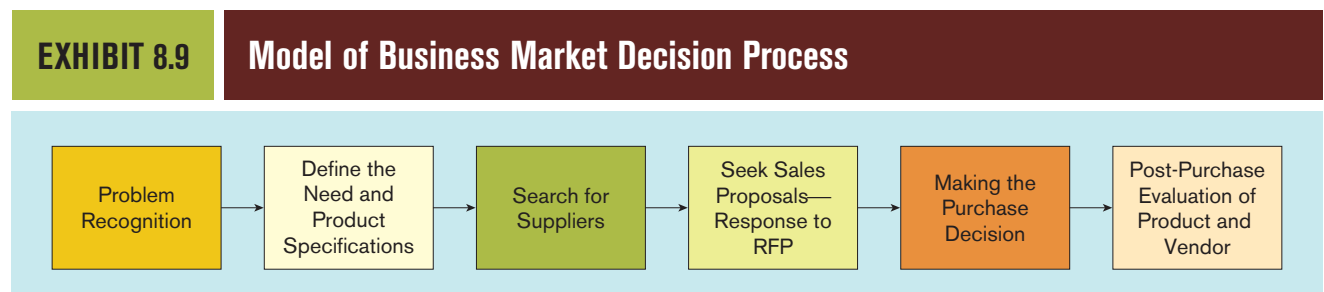 EXHIBIT 8.9
Model of Business Market Decision Process
Problem
Recognition
Define the
Need and
Product
Specifications
Search for
Suppliers
Seek Sales
Proposals—
Response to
RFP
Making the
Purchase
Decision
Post-Purchase
Evaluation of
Product and
Vendor